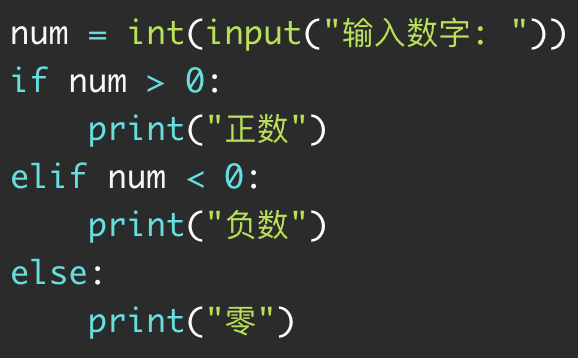 num = int(input("输入数字: "))
if num > 0:
    print("正数")
elif num < 0:
    print("负数")
else:
    print("零")